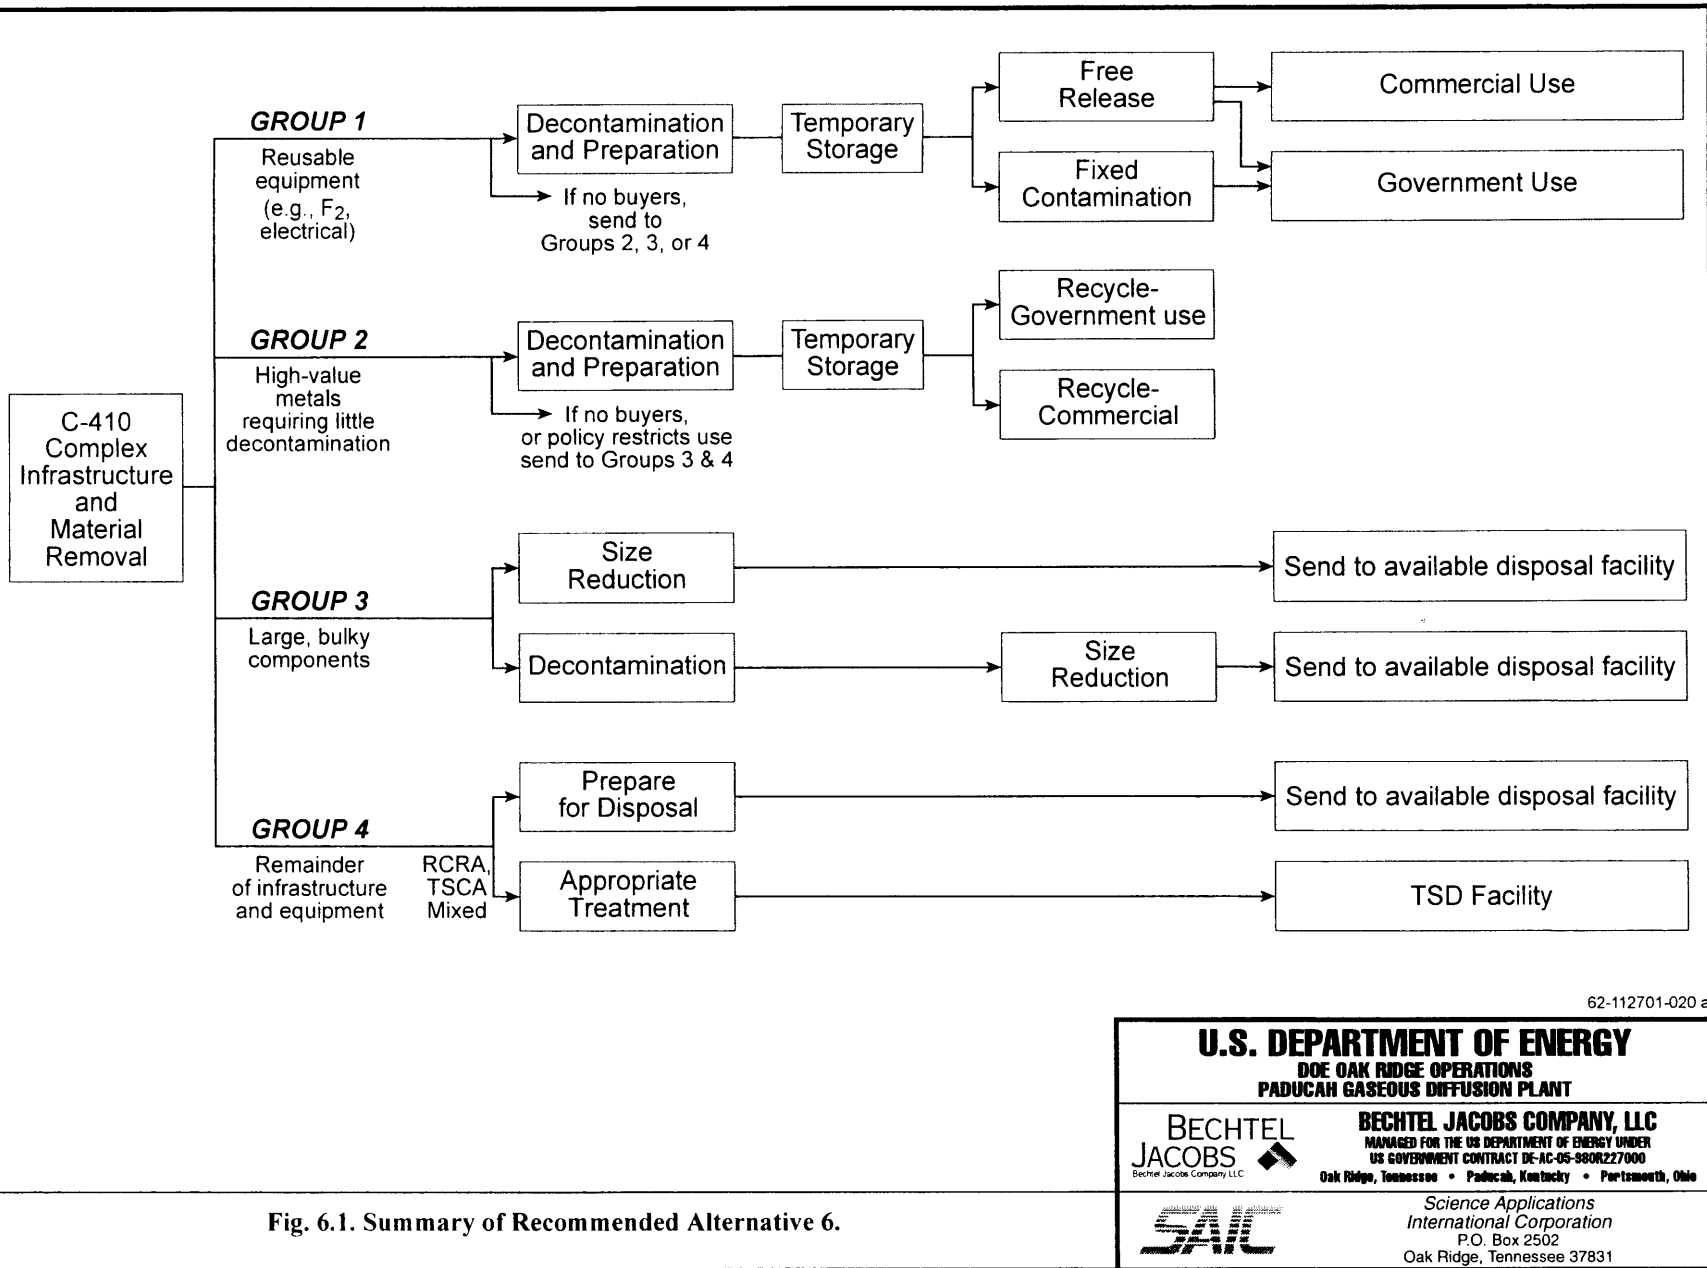 C-410
Complex
Infrastructure
and
Material
Removal
GROUP 1
Reusable
equipment
(e.g., F2,
electrical)
Decontamination
and Preparation
If no buyers,
send to
Groups 2, 3, or 4
Temporary
Storage
Free
Release
Fixed
Contamination
Commercial Use
Government Use
GROUP 2
High-value
metals
requiring little
decontamination
Decontamination
and Preparation
If no buyers,
or policy restricts use
send to Groups 3 & 4
Temporary
Storage
Recycle-
Government use
Recycle-
Commercial
GROUP 3
Large, bulky
components
Size
Reduction
Send to available disposal facility
Decontamination
Size
Reduction
Send to available disposal facility
GROUP 4
Remainder
of infrastructure
and equipment
RCRA,
TSCA
Mixed
Prepare
for Disposal
Send to available disposal facility
Appropriate
Treatment
TSD Facility
62-112701-020 a
U.S. DEPARTMENT OF ENERGY
DOE OAK RIDGE OPERATIONS
PADUCAH GASEOUS DIFFUSION PLANT
BECHTEL
JACOBS
Bechtel Jacobs Company LLC
BECHTEL JACOBS COMPANY, LLC
MANAGED FOR THE US DEPARTMENT OF ENERGY UNDER
US GOVERNMENT CONTRACT DE-AC-05-980R227000
Oak Ridge, Tennessee • Paducah, Kentucky • Portsmouth, Ohio
SAIC
Science Applications
International Corporation
P.O. Box 2502
Oak Ridge, Tennessee 37831
Fig. 6.1. Summary of Recommended Alternative 6.